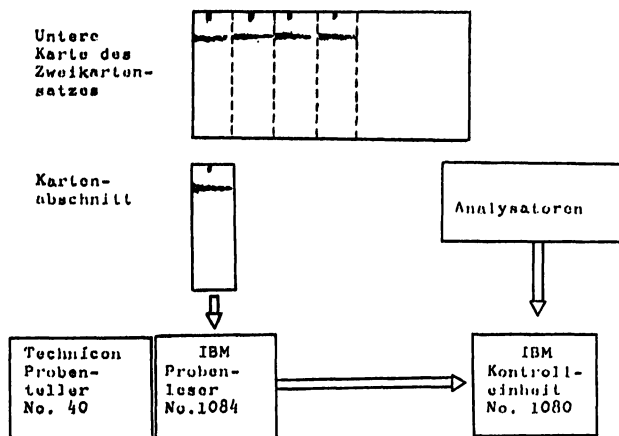 Untere
Karte des
Zweikarten-
satzes
Karten-
abschnitt
Analysatoren
Technicon
Proben-
teller
No. 40
IBM
Proben-
leser
No.1084
IBM
Kontroll-
einheit
No. 1080